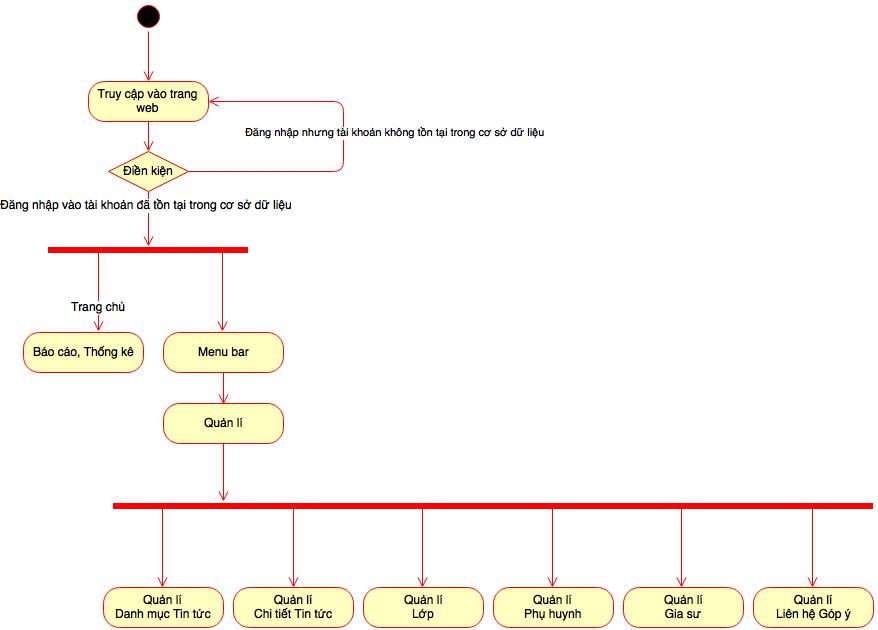 Truy cập vào trang
web
Đăng nhập nhưng tài khoản không tồn tại trong cơ sở dữ liệu
Điền kiện
Đăng nhập vào tài khoản đã tồn tại trong cơ sở dữ liệu
Trang chủ
Báo cáo, Thống kê
Menu bar
Quản lí
Quản lí
Danh mục Tin tức
Quản lí
Chi tiết Tin tức
Quản lí
Lớp
Quản lí
Phụ huynh
Quản lí
Gia sư
Quản lí
Liên hệ Góp ý